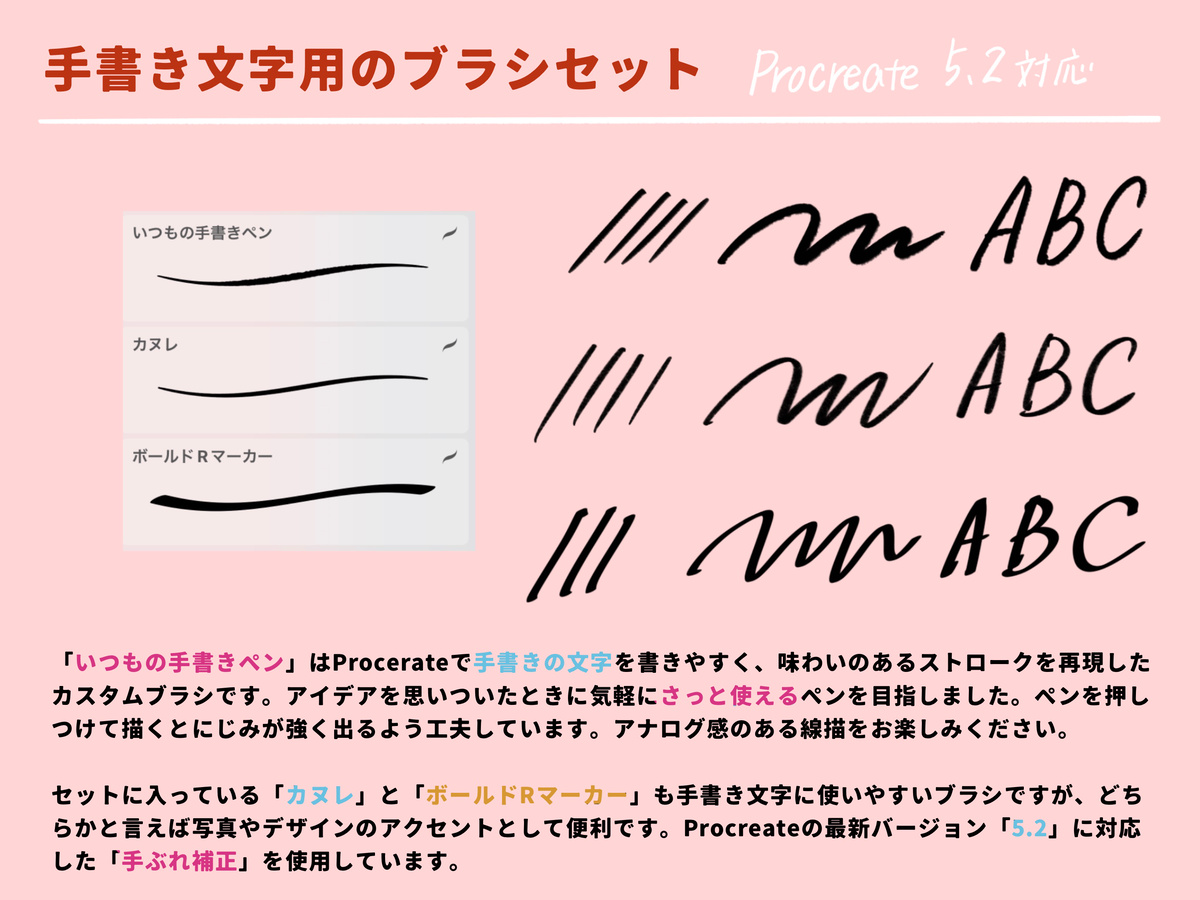 手書き文字用のブラシセット Procreate 5.2対応
いつもの手書きペン
カヌレ
ボールドRマーカー
ABC
ABC
ABC
「いつもの手書きペン」はProcerateで手書きの文字を書きやすく、味わいのあるストロークを再現した
カスタムブラシです。アイデアを思いついたときに気軽にさっと使えるペンを目指しました。ペンを押し
つけて描くとにじみが強く出るよう工夫しています。アナログ感のある線描をお楽しみください。
セットに入っている「カヌレ」と「ボールドRマーカー」も手書き文字に使いやすいブラシですが、どち
らかと言えば写真やデザインのアクセントとして便利です。Procreateの最新バージョン「5.2」に対応
した「手ぶれ補正」を使用しています。